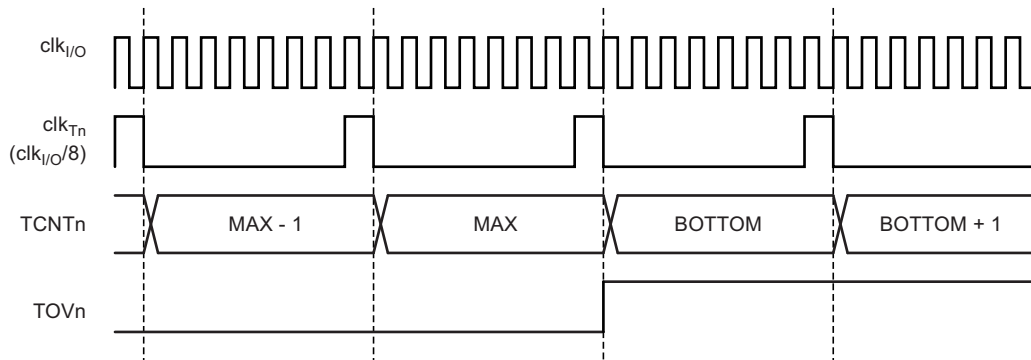 clkI/O
clkTn
(clkI/O/8)
TCNTn
MAX - 1
MAX
BOTTOM
BOTTOM + 1
TOVn